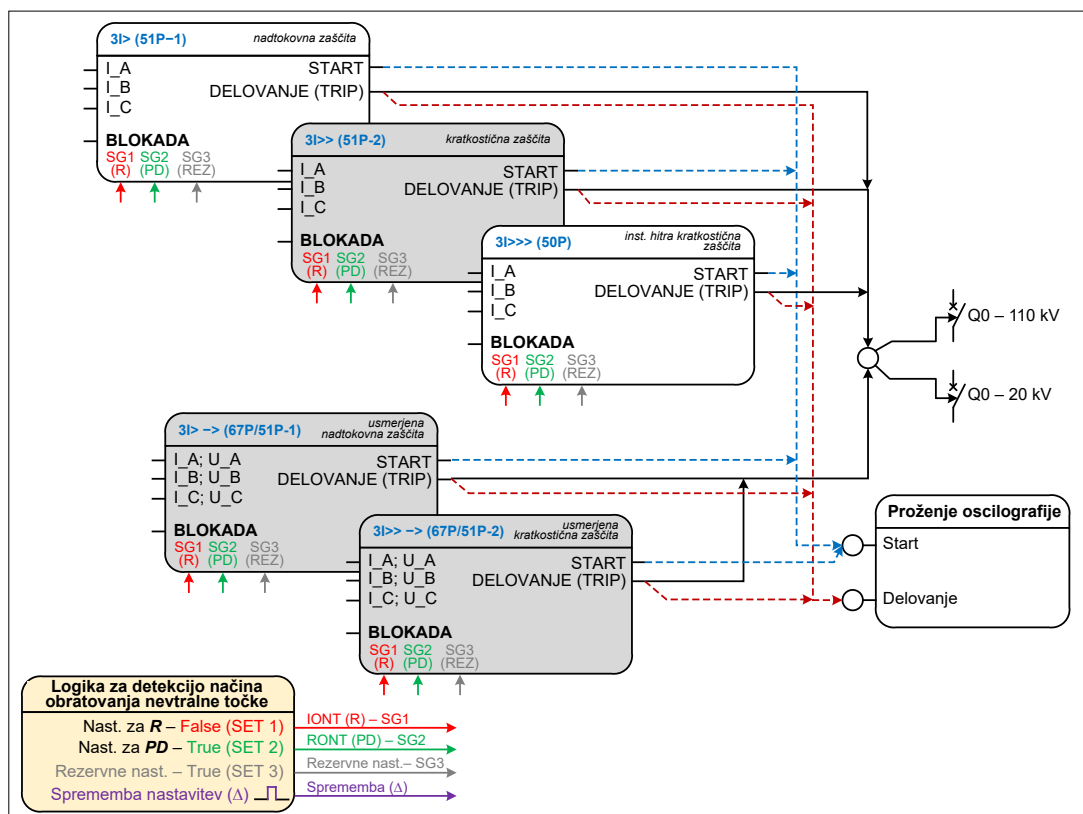 3I> (51P−1) nadtokovna zaščita
I_A
I_B
I_C
START
DELOVANJE (TRIP)
BLOKADA
SG1 SG2 SG3
(R) (PD) (REZ)
3I>> (51P-2) kratkostična zaščita
I_A
I_B
I_C
START
DELOVANJE (TRIP)
BLOKADA
SG1 SG2 SG3
(R) (PD) (REZ)
3I>>> (50P) inst. hitra kratkostična
zaščita
I_A
I_B
I_C
START
DELOVANJE (TRIP)
BLOKADA
SG1 SG2 SG3
(R) (PD) (REZ)
Q0 – 110 kV
Q0 – 20 kV
3I> −> (67P/51P-1) usmerjena
nadtokovna zaščita
I_A; U_A
I_B; U_B
I_C; U_C
START
DELOVANJE (TRIP)
BLOKADA
SG1 SG2 SG3
(R) (PD) (REZ)
3I>> −> (67P/51P-2) usmerjena
kratkostična zaščita
I_A; U_A
I_B; U_B
I_C; U_C
START
DELOVANJE (TRIP)
BLOKADA
SG1 SG2 SG3
(R) (PD) (REZ)
Proženje oscilografije
Start
Delovanje
Logika za detekcijo načina
obratovanja nevtralne točke
Nast. za R – False (SET 1)
Nast. za PD – True (SET 2)
Rezervne nast. – True (SET 3)
Sprememba nastavitev (Δ)
IONT (R) – SG1
RONT (PD) – SG2
Rezervne nast.– SG3
Sprememba (Δ)